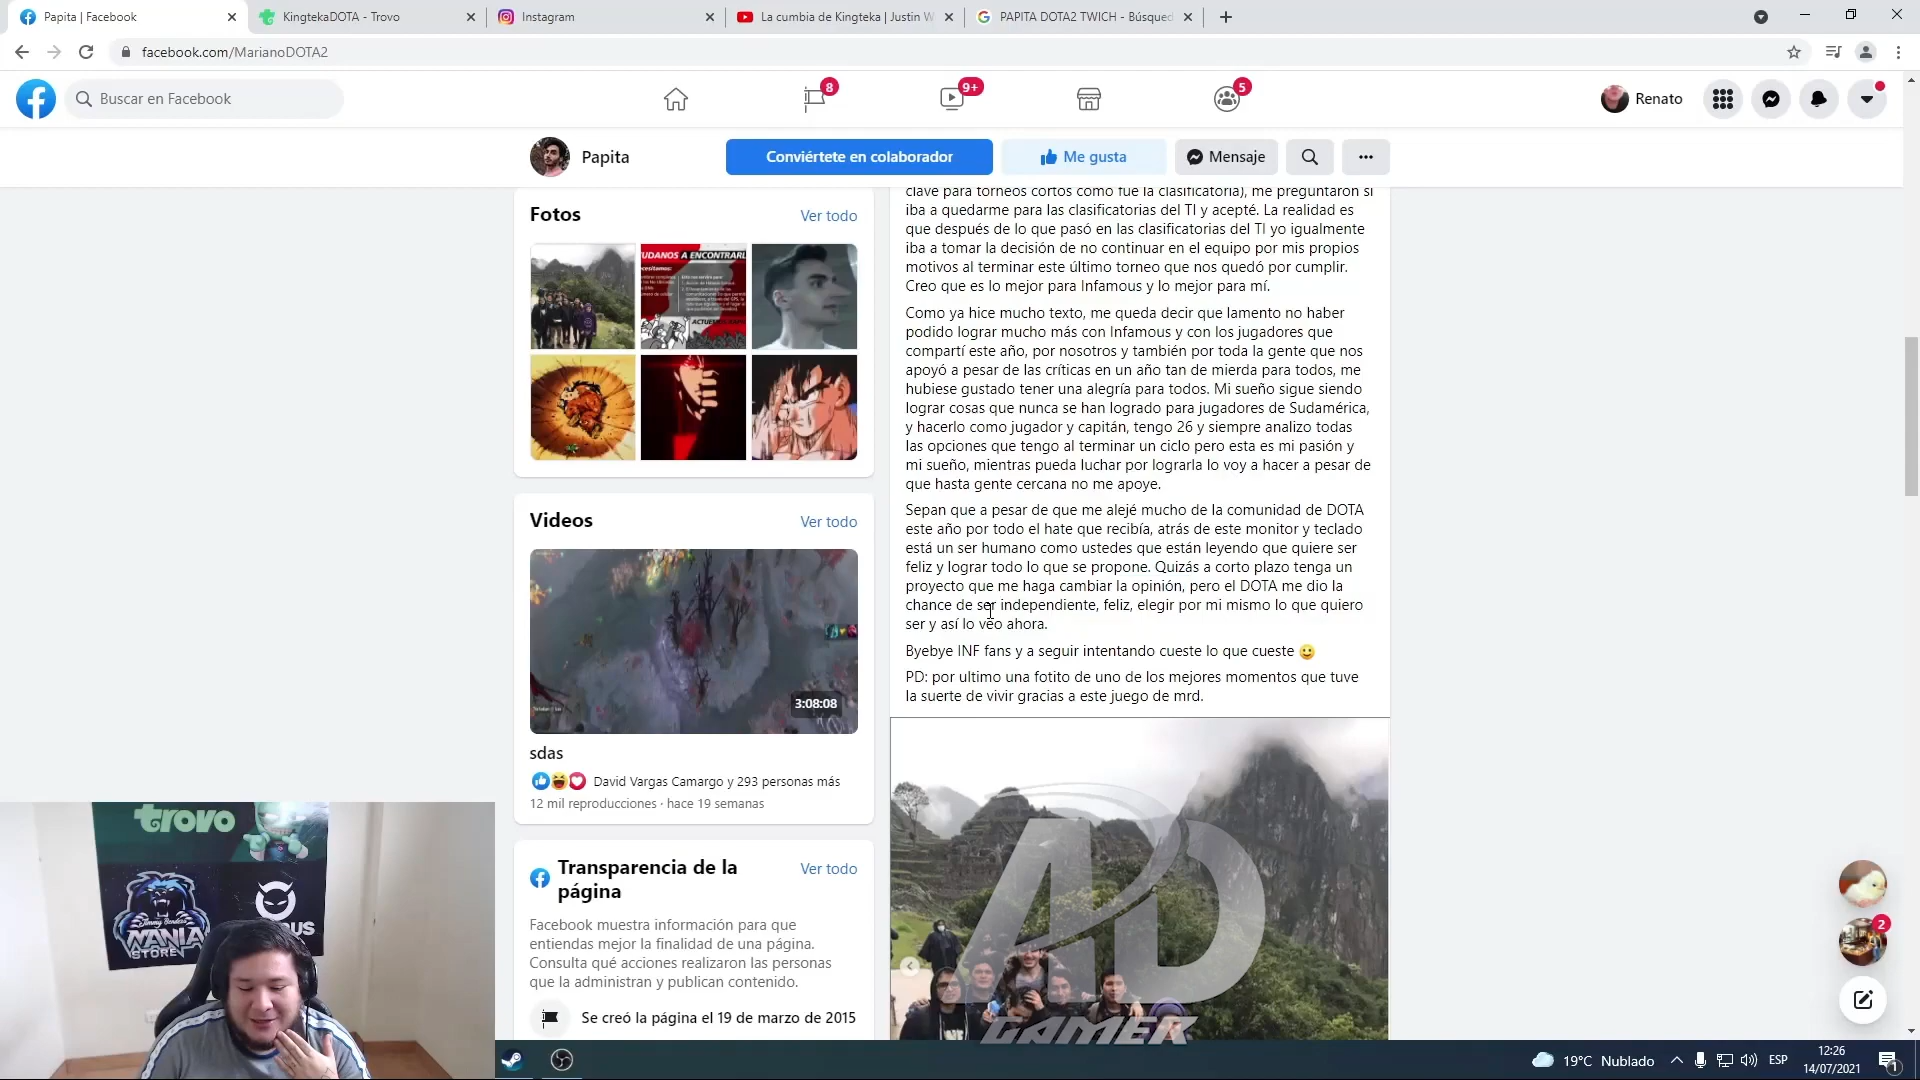 Papita | Facebook
KingtekaDOTA - Trovo
Instagram
La cumbia de Kingteka | Justin W
PAPITA DOTA2 TWICH - Búsqued
facebook.com/MarianoDOTA2
Buscar en Facebook
8
9+
5
Renato
Papita
Conviértete en colaborador
Me gusta
Mensaje
Fotos
Ver todo
UDANOS A ENCONTRARL
Videos
Ver todo
3:08:08
sdas
David Vargas Camargo y 293 personas más
12 mil reproducciones · hace 19 semanas
Transparencia de la
página
Ver todo
Facebook muestra información para que
entiendas mejor la finalidad de una página.
Consulta qué acciones realizaron las personas
que la administran y publican contenido.
Se creó la página el 19 de marzo de 2015
clave para torneos cortos como fue la clasificatoria), me preguntaron si
iba a quedarme para las clasificatorias del TI y acepté. La realidad es
que después de lo que pasó en las clasificatorias del TI yo igualmente
iba a tomar la decisión de no continuar en el equipo por mis propios
motivos al terminar este último torneo que nos quedó por cumplir.
Creo que es lo mejor para Infamous y lo mejor para mí.
Como ya hice mucho texto, me queda decir que lamento no haber
podido lograr mucho más con Infamous y con los jugadores que
compartí este año, por nosotros y también por toda la gente que nos
apoyó a pesar de las críticas en un año tan de mierda para todos, me
hubiese gustado tener una alegría para todos. Mi sueño sigue siendo
lograr cosas que nunca se han logrado para jugadores de Sudamérica,
y hacerlo como jugador y capitán, tengo 26 y siempre analizo todas
las opciones que tengo al terminar un ciclo pero esta es mi pasión y
mi sueño, mientras pueda luchar por lograrla lo voy a hacer a pesar de
que hasta gente cercana no me apoye.
Sepan que a pesar de que me alejé mucho de la comunidad de DOTA
este año por todo el hate que recibía, atrás de este monitor y teclado
está un ser humano como ustedes que están leyendo que quiere ser
feliz y lograr todo lo que se propone. Quizás a corto plazo tenga un
proyecto que me haga cambiar la opinión, pero el DOTA me dio la
chance de ser independiente, feliz, elegir por mi mismo lo que quiero
ser y así lo veo ahora.
Byebye INF fans y a seguir intentando cueste lo que cueste 😃
PD: por ultimo una fotito de uno de los mejores momentos que tuve
la suerte de vivir gracias a este juego de mrd.
AD
GAMER
trovo
MANIA
STORE
2
19°C Nublado
ESP
12:26
14/07/2021
1